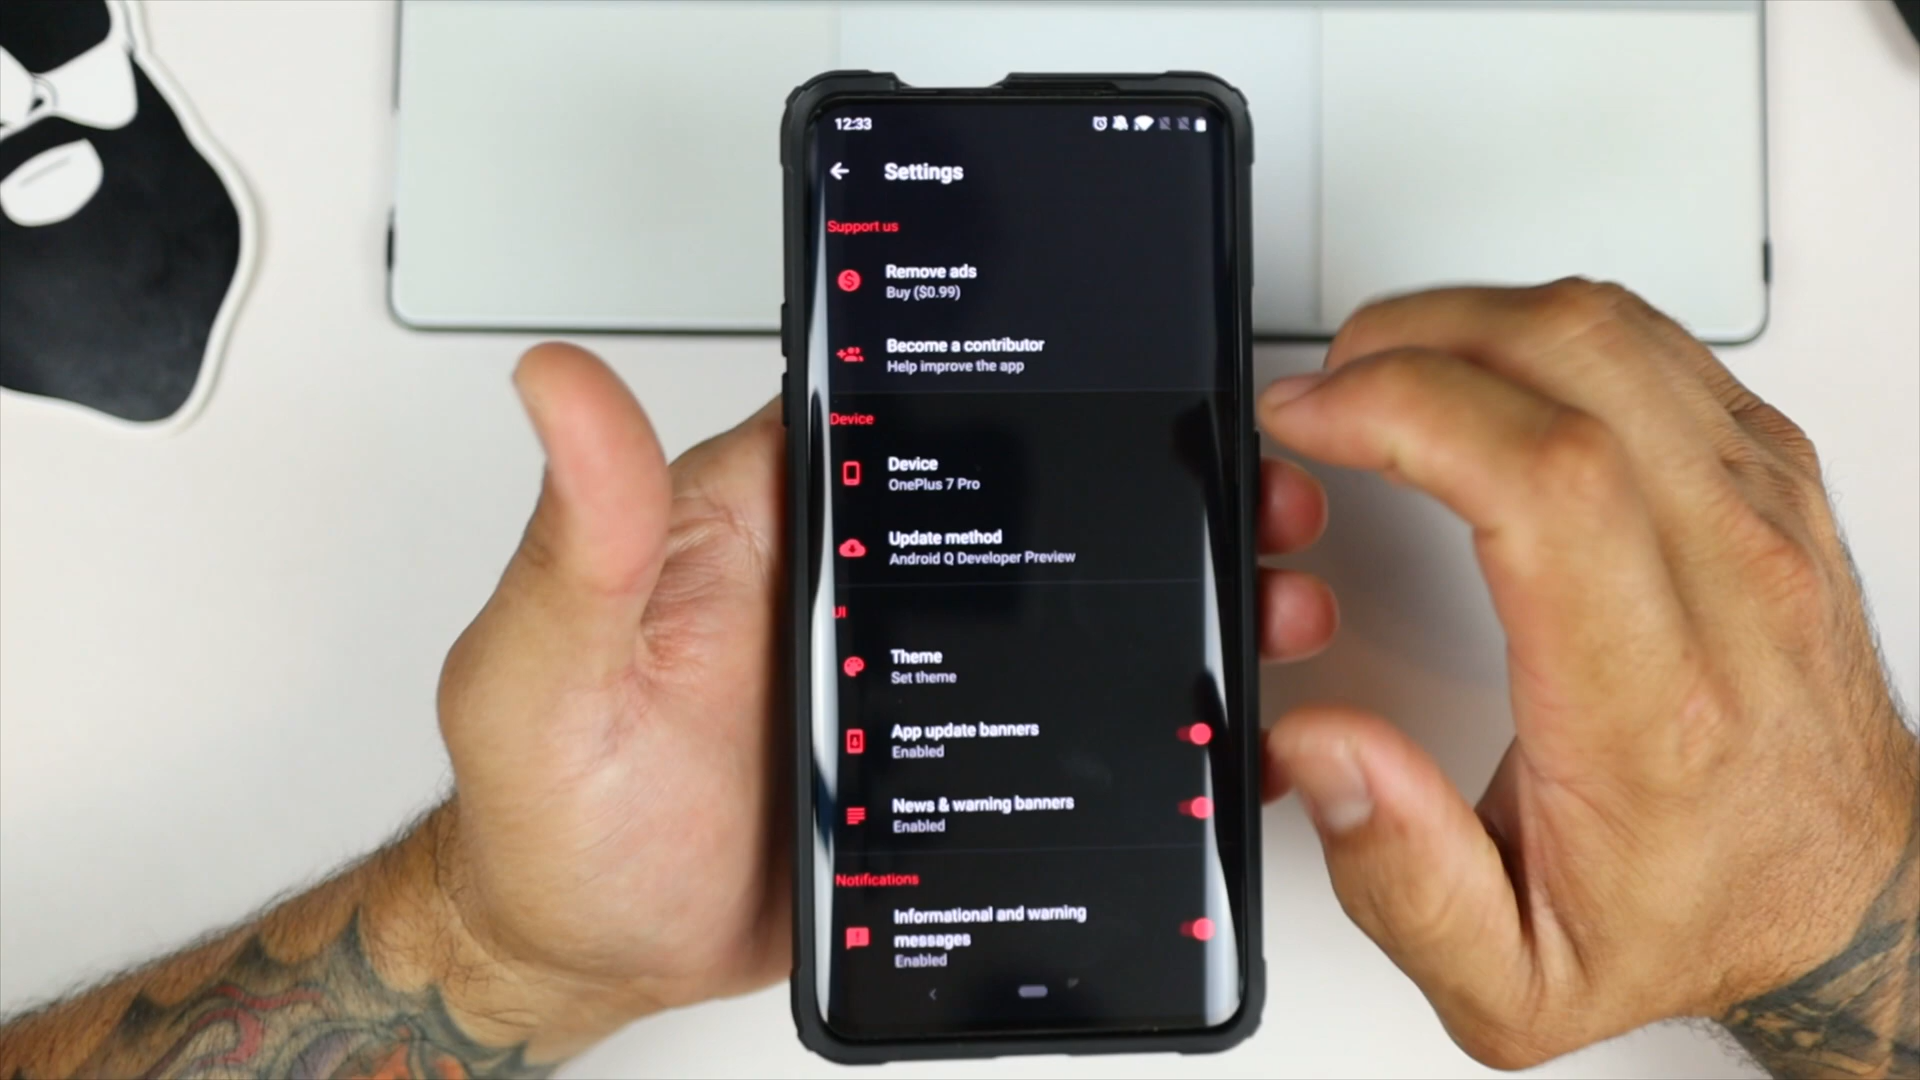 12:33
Settings
Support us
Remove ads
Buy ($0.99)
Become a contributor
Help improve the app
Device
Device
OnePlus 7 Pro
Update method
Android Q Developer Preview
UI
Theme
Set theme
App update banners
Enabled
News & warning banners
Enabled
Notifications
Informational and warning
messages
Enabled